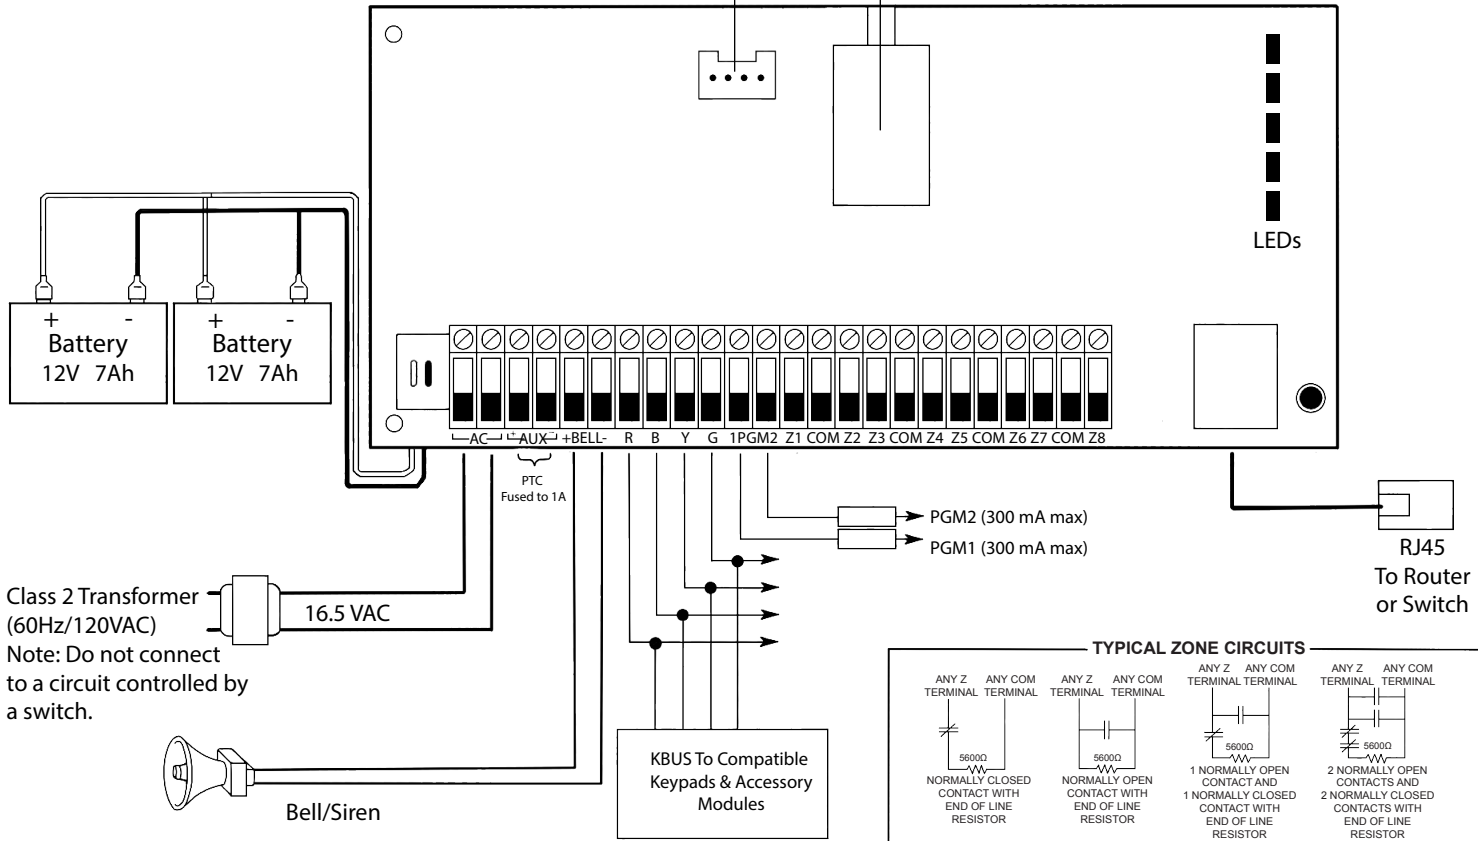 LEDs
+ -
Battery
12V 7Ah
+ -
Battery
12V 7Ah
AC + AUX - +BELL- R B Y G 1PGM2 Z1 COM Z2 Z3 COM Z4 Z5 COM Z6 Z7 COM Z8
PTC
Fused to 1A
PGM2 (300 mA max)
PGM1 (300 mA max)
RJ45
To Router
or Switch
Class 2 Transformer
(60Hz/120VAC)
Note: Do not connect
to a circuit controlled by
a switch.
16.5 VAC
Bell/Siren
KBUS To Compatible
Keypads & Accessory
Modules
TYPICAL ZONE CIRCUITS
ANY Z
TERMINAL
ANY COM
TERMINAL
5600Ω
NORMALLY CLOSED
CONTACT WITH
END OF LINE
RESISTOR
ANY Z
TERMINAL
ANY COM
TERMINAL
5600Ω
NORMALLY OPEN
CONTACT WITH
END OF LINE
RESISTOR
ANY Z
TERMINAL
ANY COM
TERMINAL
5600Ω
1 NORMALLY OPEN
CONTACT AND
1 NORMALLY CLOSED
CONTACT WITH
END OF LINE
RESISTOR
ANY Z
TERMINAL
ANY COM
TERMINAL
5600Ω
2 NORMALLY OPEN
CONTACTS AND
2 NORMALLY CLOSED
CONTACTS WITH
END OF LINE
RESISTOR